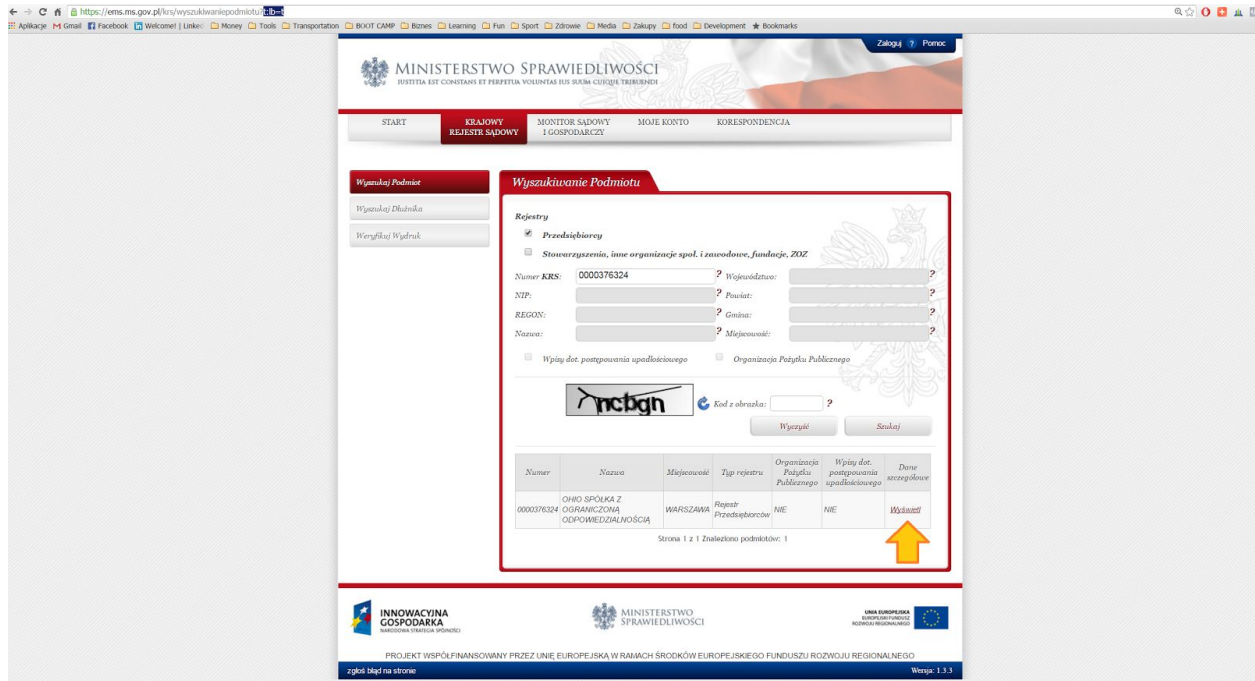 https://ems.ms.gov.pl/krs/wyszukiwaniepodmiotu?t:lb=t
Aplikacje Gmail Facebook Welcome! | Linked Money Tools Transportation BOOT CAMP Biznes Learning Fun Sport Zdrowie Media Zakupy food Development Bookmarks
Zaloguj ? Pomoc
MINISTERSTWO SPRAWIEDLIWOŚCI
IUSTITIA EST CONSTANS ET PERPETUA VOLUNTAS IUS SUUM CUIQUE TRIBUENDI
START
KRAJOWY
REJESTR SĄDOWY
MONITOR SĄDOWY
I GOSPODARCZY
MOJE KONTO
KORESPONDENCJA
Wyszukaj Podmiot
Wyszukaj Dłużnika
Weryfikuj Wydruk
Wyszukiwanie Podmiotu
Rejestry
Przedsiębiorcy
Stowarzyszenia, inne organizacje społ. i zawodowe, fundacje, ZOZ
Numer KRS: 0000376324 ? Województwo: ?
NIP: ? Powiat: ?
REGON: ? Gmina: ?
Nazwa: ? Miejscowość: ?
Wpisy dot. postępowania upadłościowego Organizacja Pożytku Publicznego
ncbgn Kod z obrazka: ?
Wyczyść Szukaj
Numer
Nazwa
Miejscowość
Typ rejestru
Organizacja
Pożytku
Publicznego
Wpisy dot.
postępowania
upadłościowego
Dane
szczegółowe
0000376324
OHIO SPÓŁKA Z
OGRANICZONĄ
ODPOWIEDZIALNOŚCIĄ
WARSZAWA
Rejestr
Przedsiębiorców
NIE
NIE
Wyświetl
Strona 1 z 1 Znaleziono podmiotów: 1
INNOWACYJNA
GOSPODARKA
NARODOWA STRATEGIA SPÓJNOŚCI
MINISTERSTWO
SPRAWIEDLIWOŚCI
UNIA EUROPEJSKA
EUROPEJSKI FUNDUSZ
ROZWOJU REGIONALNEGO
PROJEKT WSPÓŁFINANSOWANY PRZEZ UNIĘ EUROPEJSKĄ W RAMACH ŚRODKÓW EUROPEJSKIEGO FUNDUSZU ROZWOJU REGIONALNEGO
zgłoś błąd na stronie
Wersja: 1.3.3